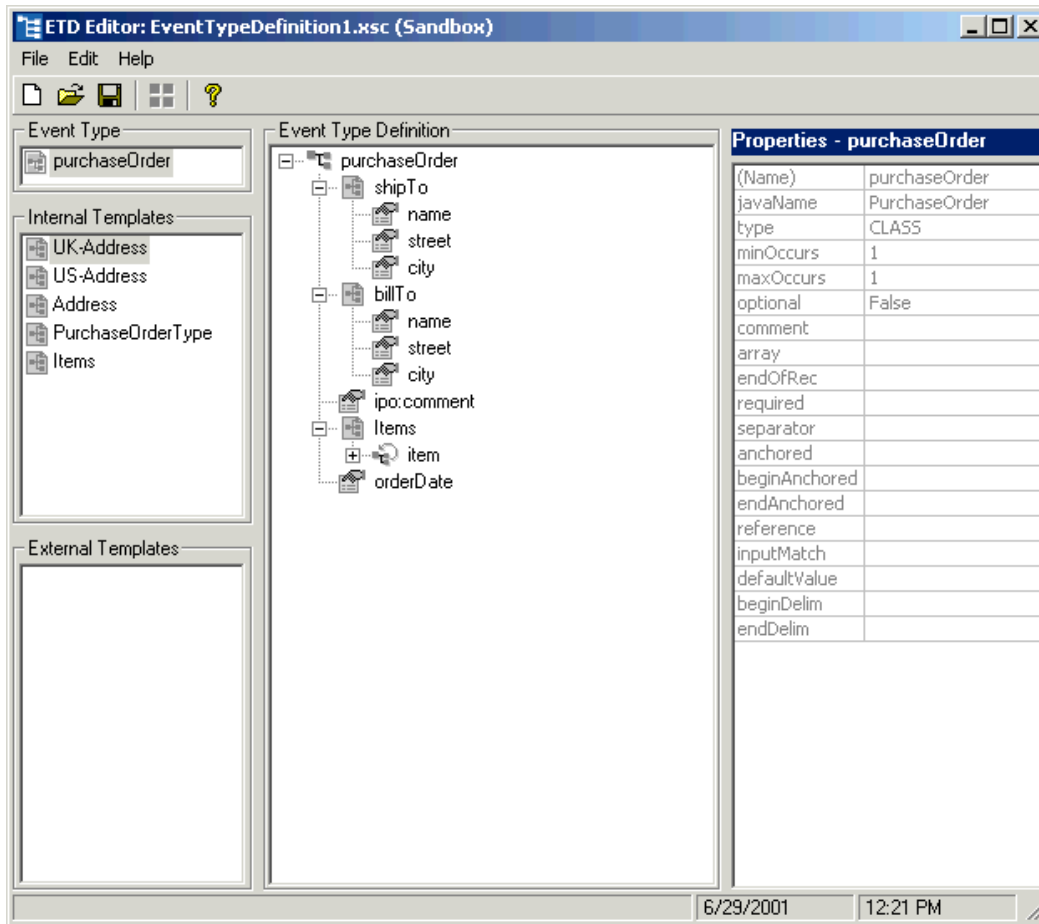 ETD Editor: EventTypeDefinition1.xsc (Sandbox)
File Edit Help
Event Type
purchaseOrder
Internal Templates
UK-Address
US-Address
Address
PurchaseOrderType
Items
External Templates
Event Type Definition
purchaseOrder
shipTo
name
street
city
billTo
name
street
city
ipo:comment
Items
item
orderDate
Properties - purchaseOrder
(Name) purchaseOrder
javaName PurchaseOrder
type CLASS
minOccurs 1
maxOccurs 1
optional False
comment
array
endOfRec
required
separator
anchored
beginAnchored
endAnchored
reference
inputMatch
defaultValue
beginDelim
endDelim
6/29/2001 12:21 PM